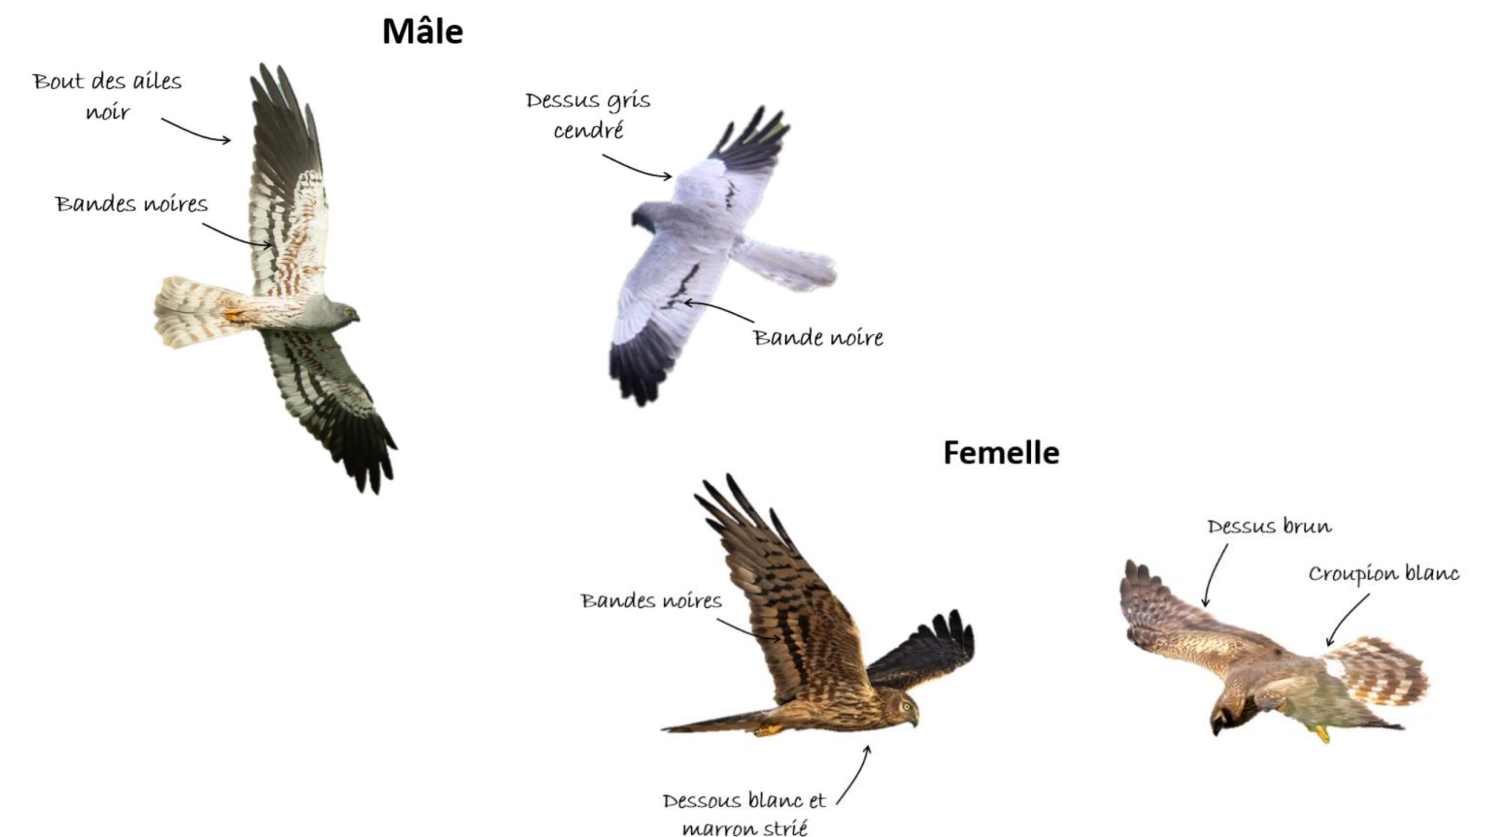 Mâle
Bout des ailes
noir
Bandes noires
Dessus gris
cendré
Bande noire
Femelle
Bandes noires
Dessous blanc et
marron strié
Dessus brun
Croupion blanc